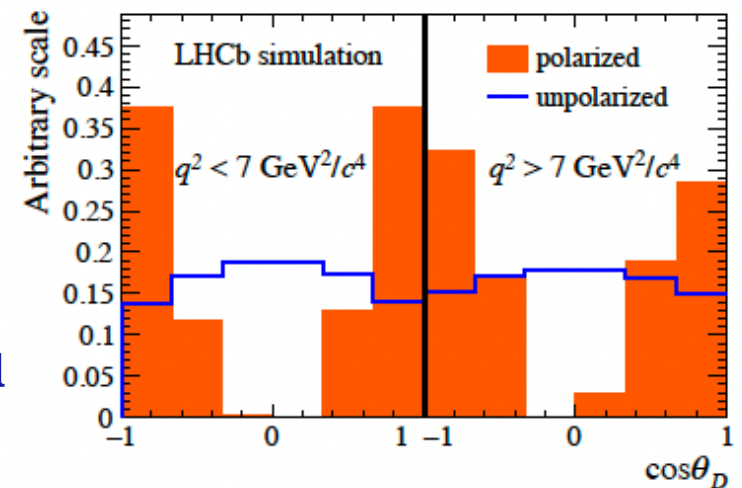 Arbitrary scale
0.45
0.4
0.35
0.3
0.25
0.2
0.15
0.1
0.05
0
LHCb simulation
q² < 7 GeV²/c⁴
polarized
unpolarized
q² > 7 GeV²/c⁴
−1 0 1 −1 0 1
cosθ_D